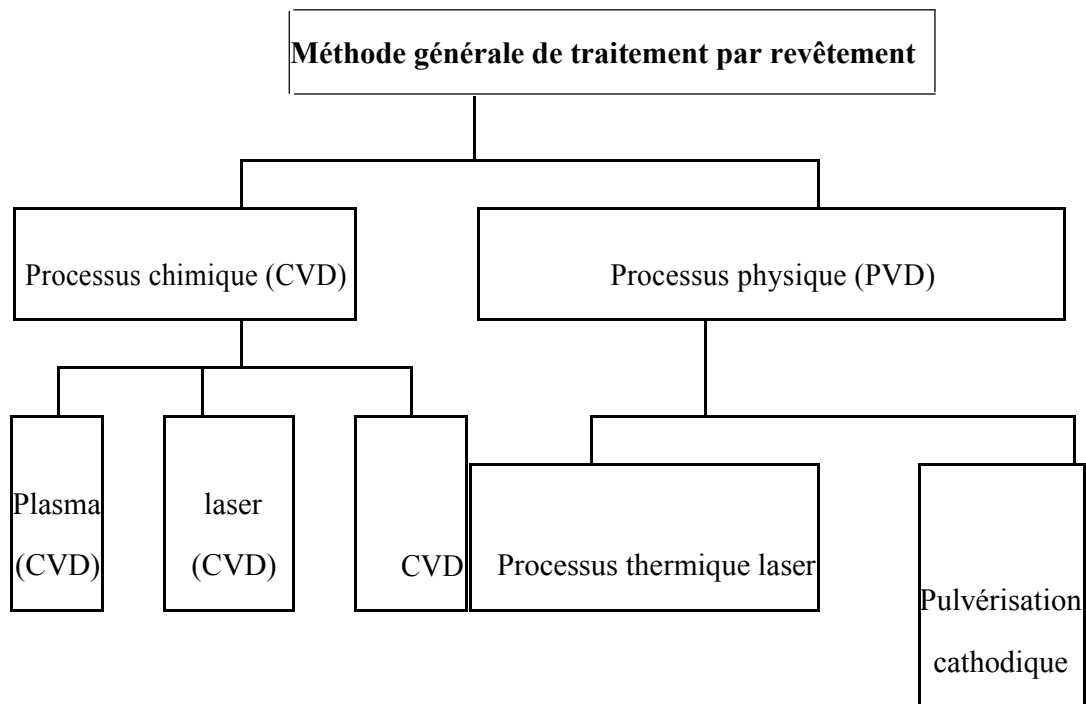 Méthode générale de traitement par revêtement
Processus chimique (CVD)
Processus physique (PVD)
Plasma
(CVD)
laser
(CVD)
CVD
Processus thermique laser
Pulvérisation
cathodique